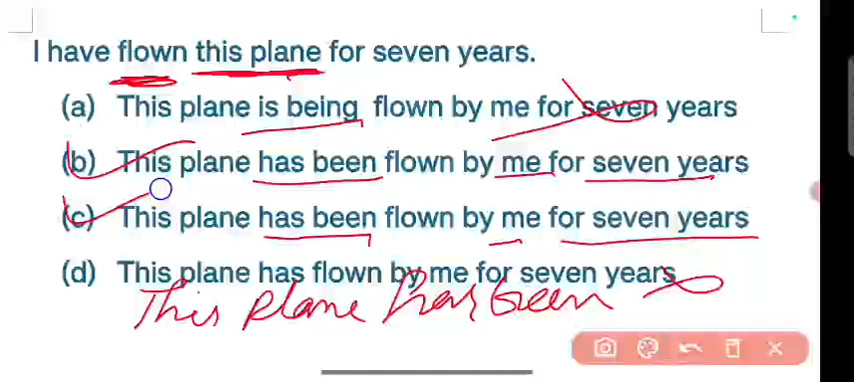 I have flown this plane for seven years.
(a) This plane is being flown by me for seven years
(b) This plane has been flown by me for seven years
(c) This plane has been flown by me for seven years
(d) This plane has flown by me for seven years
This plane has been